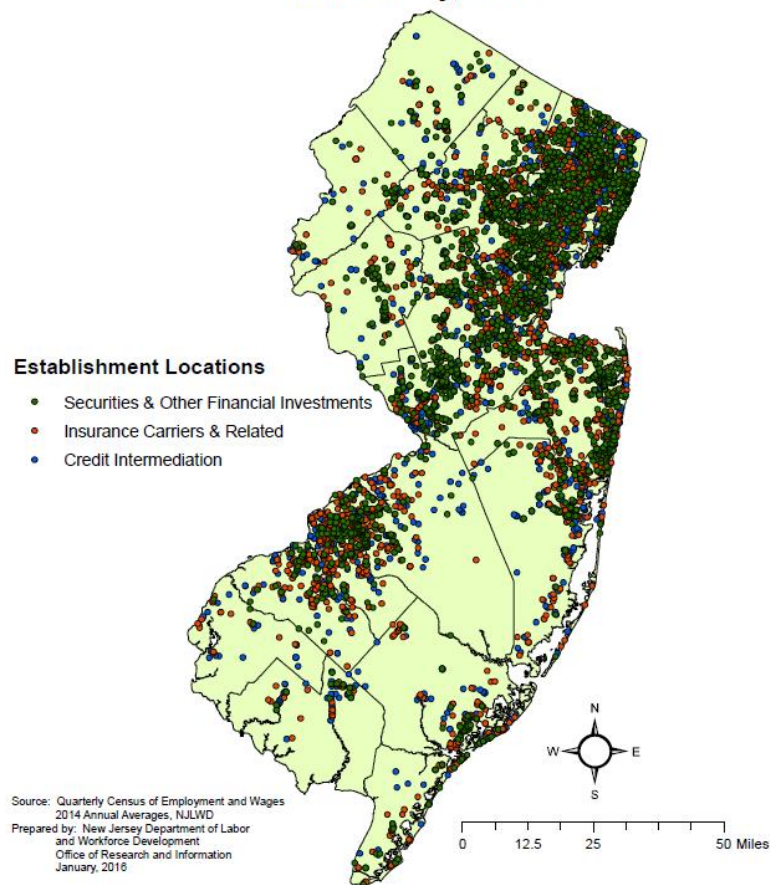 Establishment Locations
Securities & Other Financial Investments
Insurance Carriers & Related
Credit Intermediation
N
W E
S
Source: Quarterly Census of Employment and Wages
2014 Annual Averages, NJLWD
Prepared by: New Jersey Department of Labor
and Workforce Development
Office of Research and Information
January, 2016
0 12.5 25 50 Miles